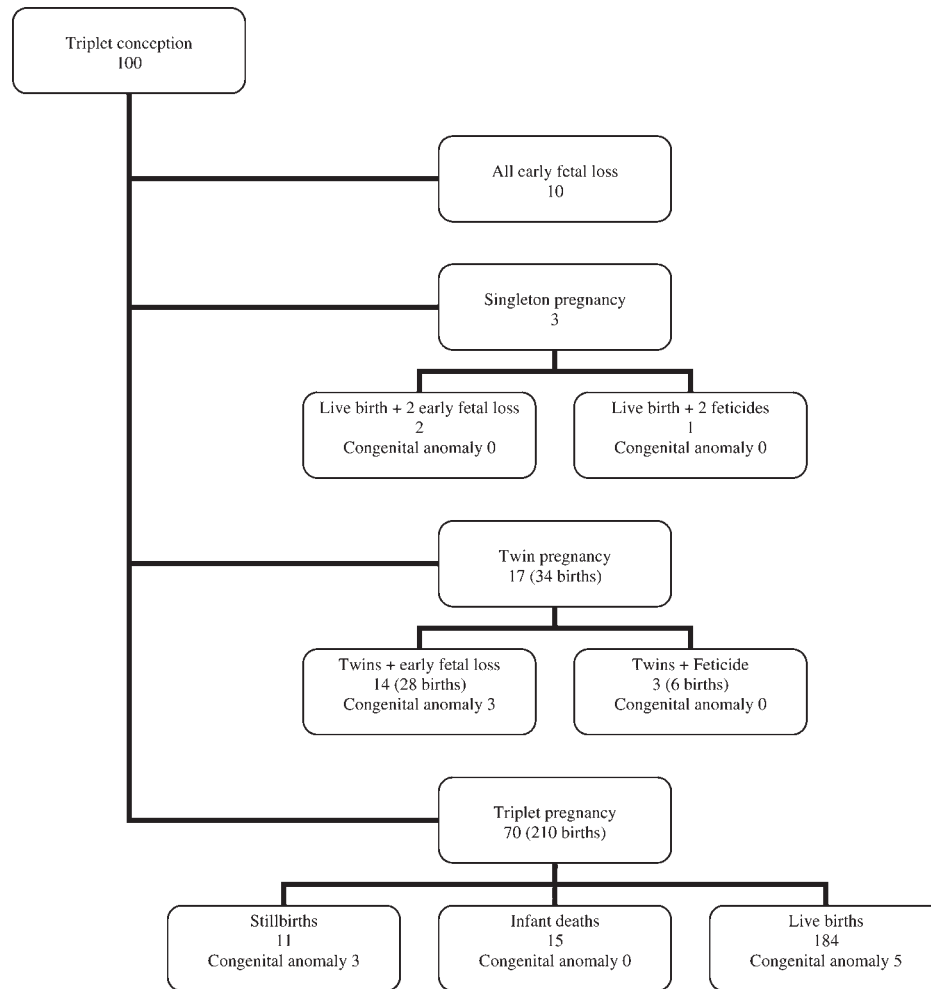 Triplet conception
100
All early fetal loss
10
Singleton pregnancy
3
Live birth + 2 early fetal loss
2
Congenital anomaly 0
Live birth + 2 feticides
1
Congenital anomaly 0
Twin pregnancy
17 (34 births)
Twins + early fetal loss
14 (28 births)
Congenital anomaly 3
Twins + Feticide
3 (6 births)
Congenital anomaly 0
Triplet pregnancy
70 (210 births)
Stillbirths
11
Congenital anomaly 3
Infant deaths
15
Congenital anomaly 0
Live births
184
Congenital anomaly 5